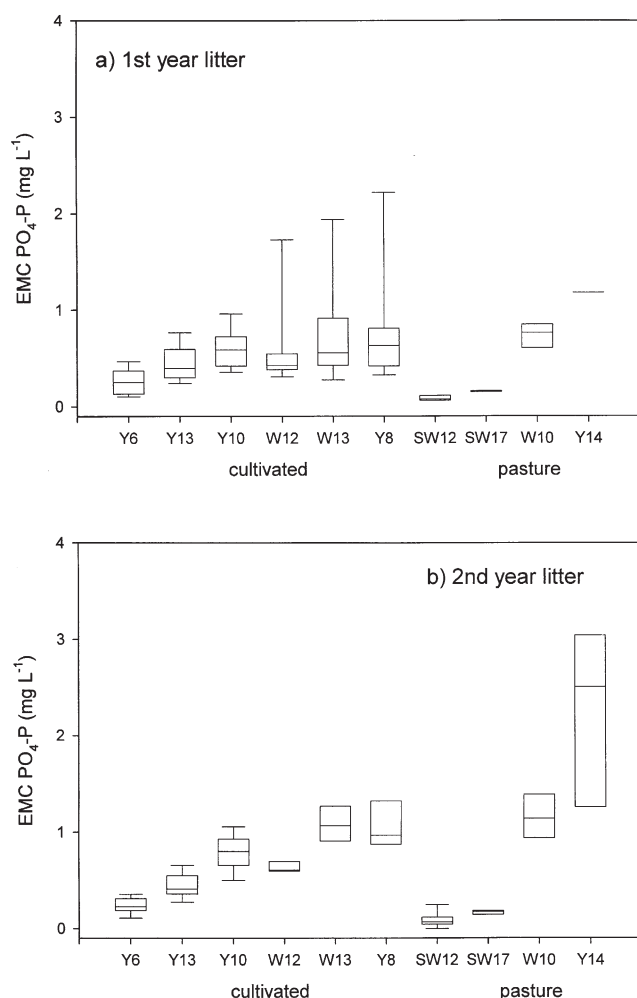 a) 1st year litter
EMC PO4-P (mg L-1)
4
3
2
1
0
Y6 Y13 Y10 W12 W13 Y8 SW12 SW17 W10 Y14
cultivated pasture
b) 2nd year litter
EMC PO4-P (mg L-1)
4
3
2
1
0
Y6 Y13 Y10 W12 W13 Y8 SW12 SW17 W10 Y14
cultivated pasture